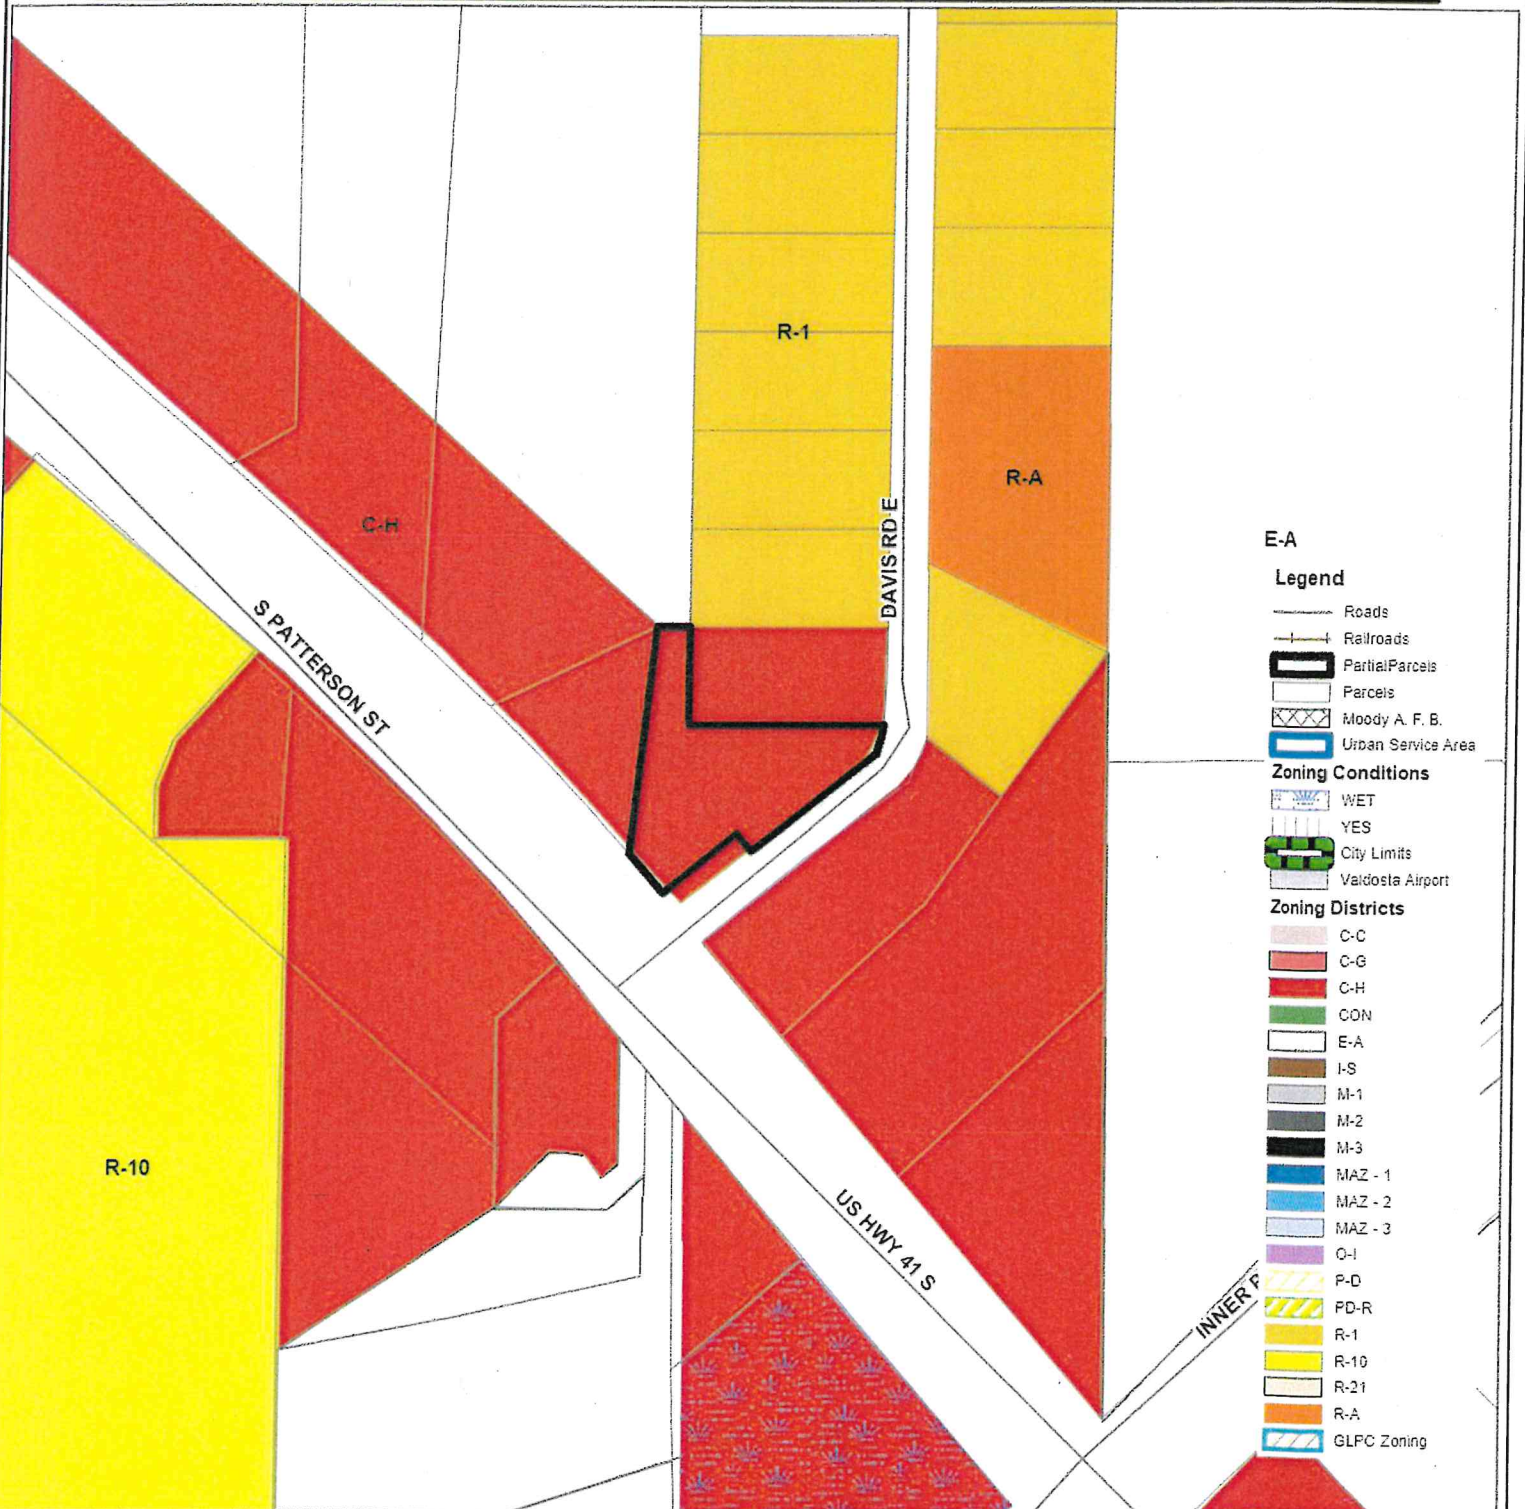 R-1
R-A
C-H
DAVIS RD E
S PATTERSON ST
R-10
US HWY 41 S
INNER
E-A
Legend
Roads
Railroads
PartialParcels
Parcels
Moody A. F. B.
Urban Service Area
Zoning Conditions
WET
YES
City Limits
Valdosta Airport
Zoning Districts
C-C
C-G
C-H
CON
E-A
I-S
M-1
M-2
M-3
MAZ - 1
MAZ - 2
MAZ - 3
O-I
P-D
PD-R
R-1
R-10
R-21
R-A
GLPC Zoning